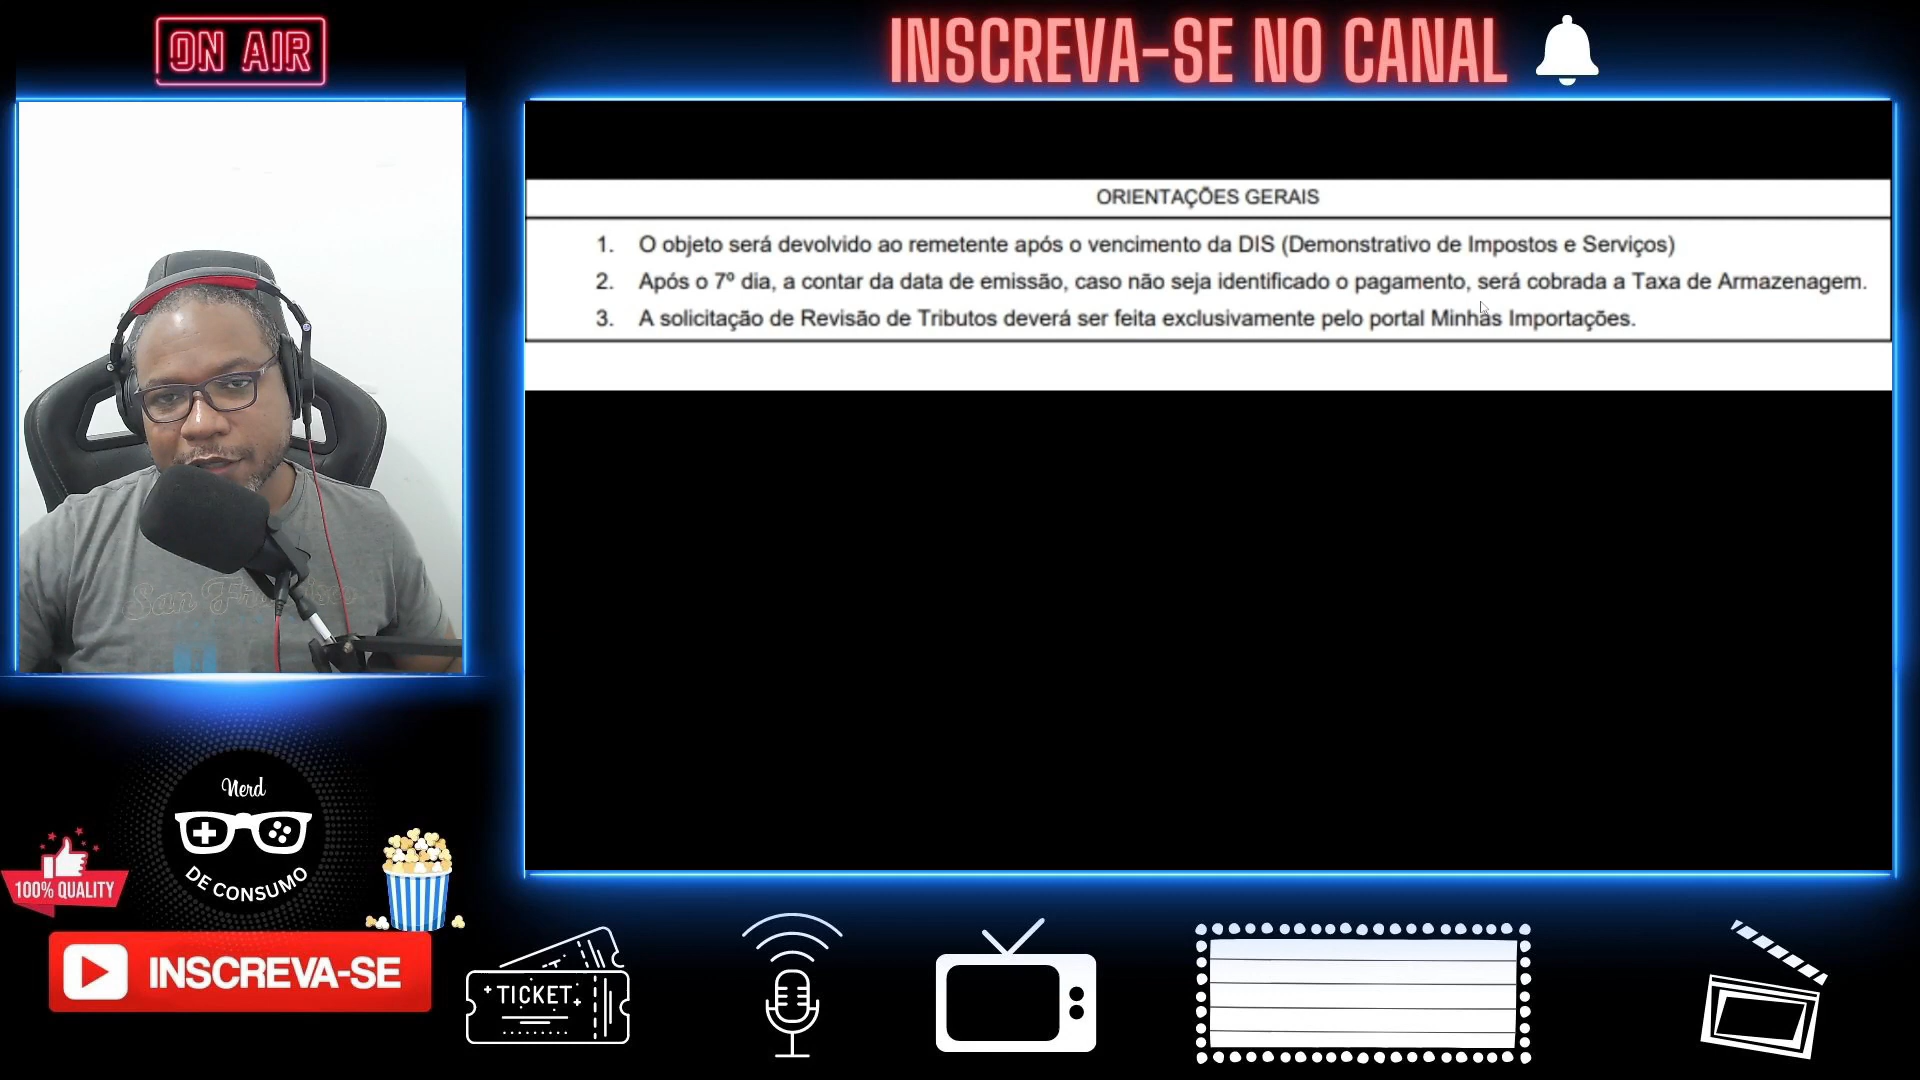 ON AIR
INSCREVA-SE NO CANAL
ORIENTAÇÕES GERAIS
1. O objeto será devolvido ao remetente após o vencimento da DIS (Demonstrativo de Impostos e Serviços)
2. Após o 7º dia, a contar da data de emissão, caso não seja identificado o pagamento, será cobrada a Taxa de Armazenagem.
3. A solicitação de Revisão de Tributos deverá ser feita exclusivamente pelo portal Minhas Importações.
San Francisco
Nerd
DE CONSUMO
100% QUALITY
INSCREVA-SE
TICKET